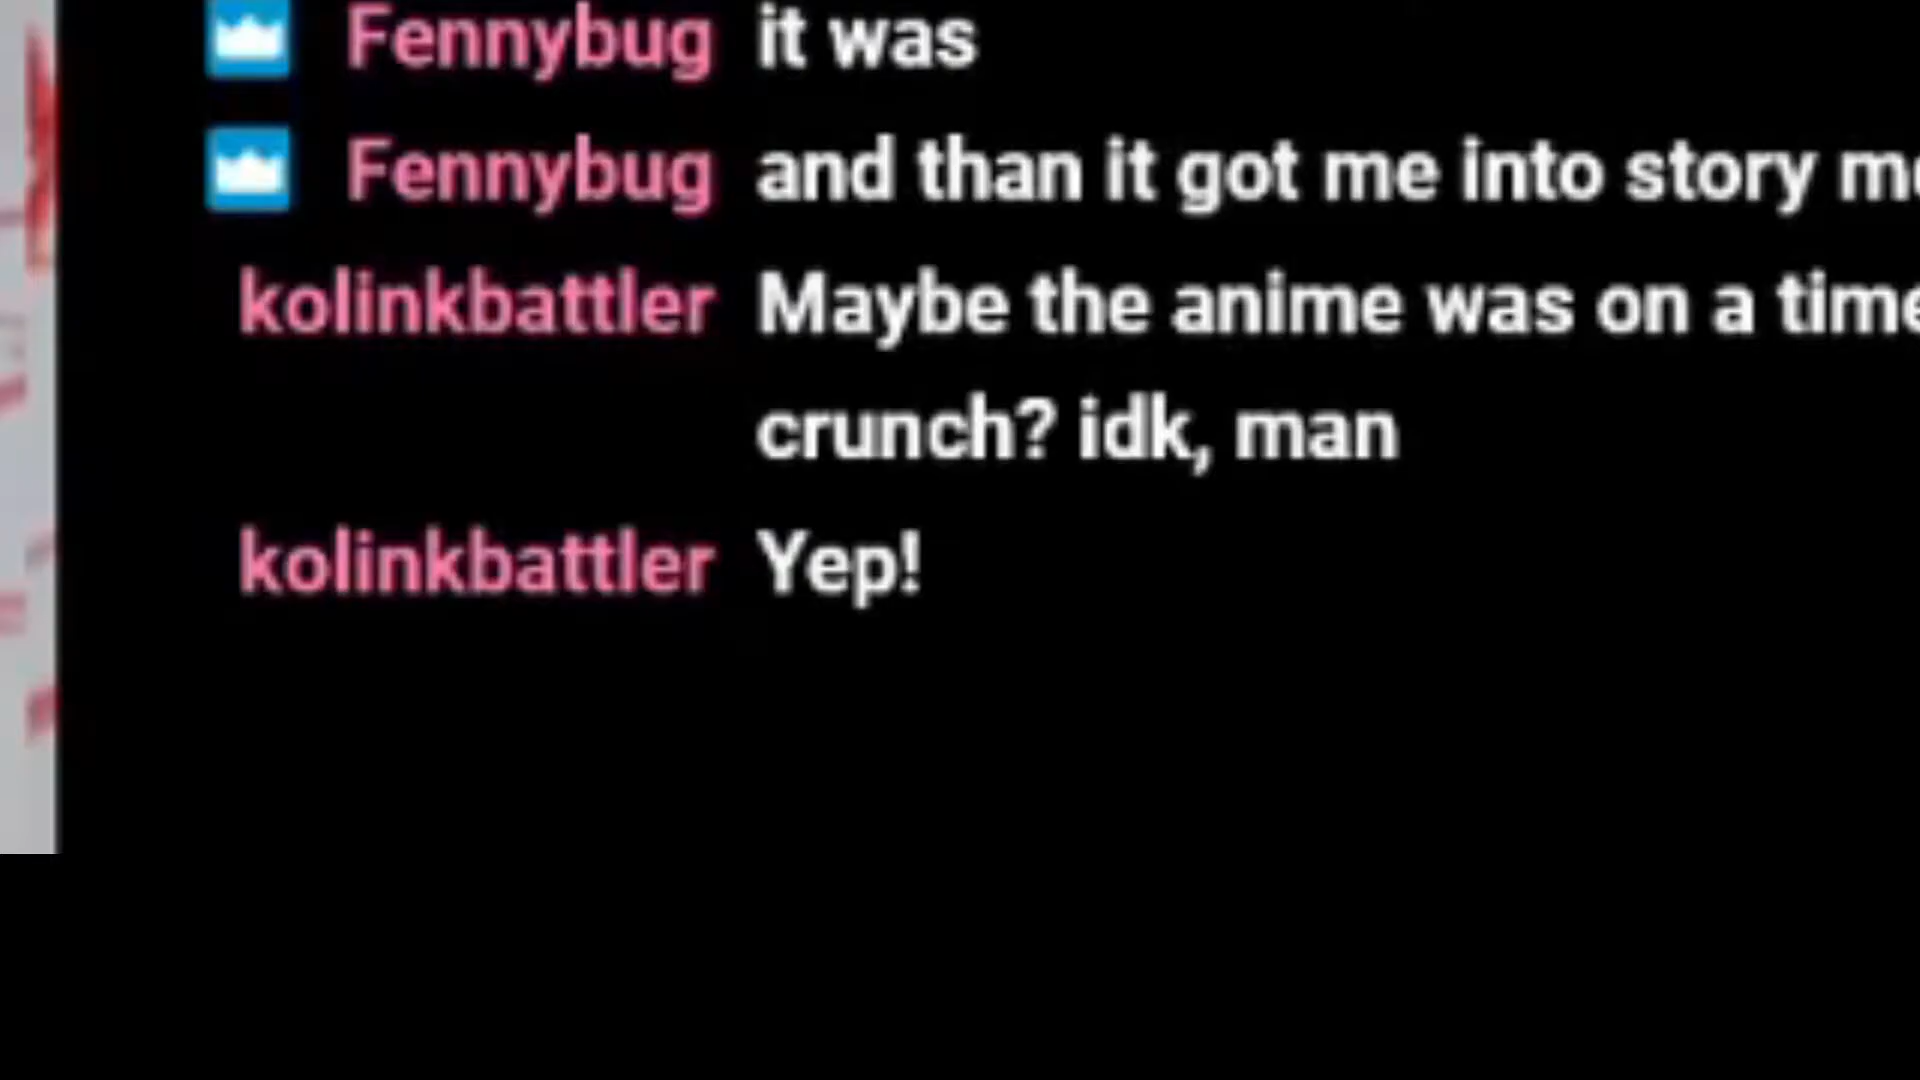 Fennybug it was
Fennybug and than it got me into story
kolinkbattler Maybe the anime was on a time
crunch? idk, man
kolinkbattler Yep!